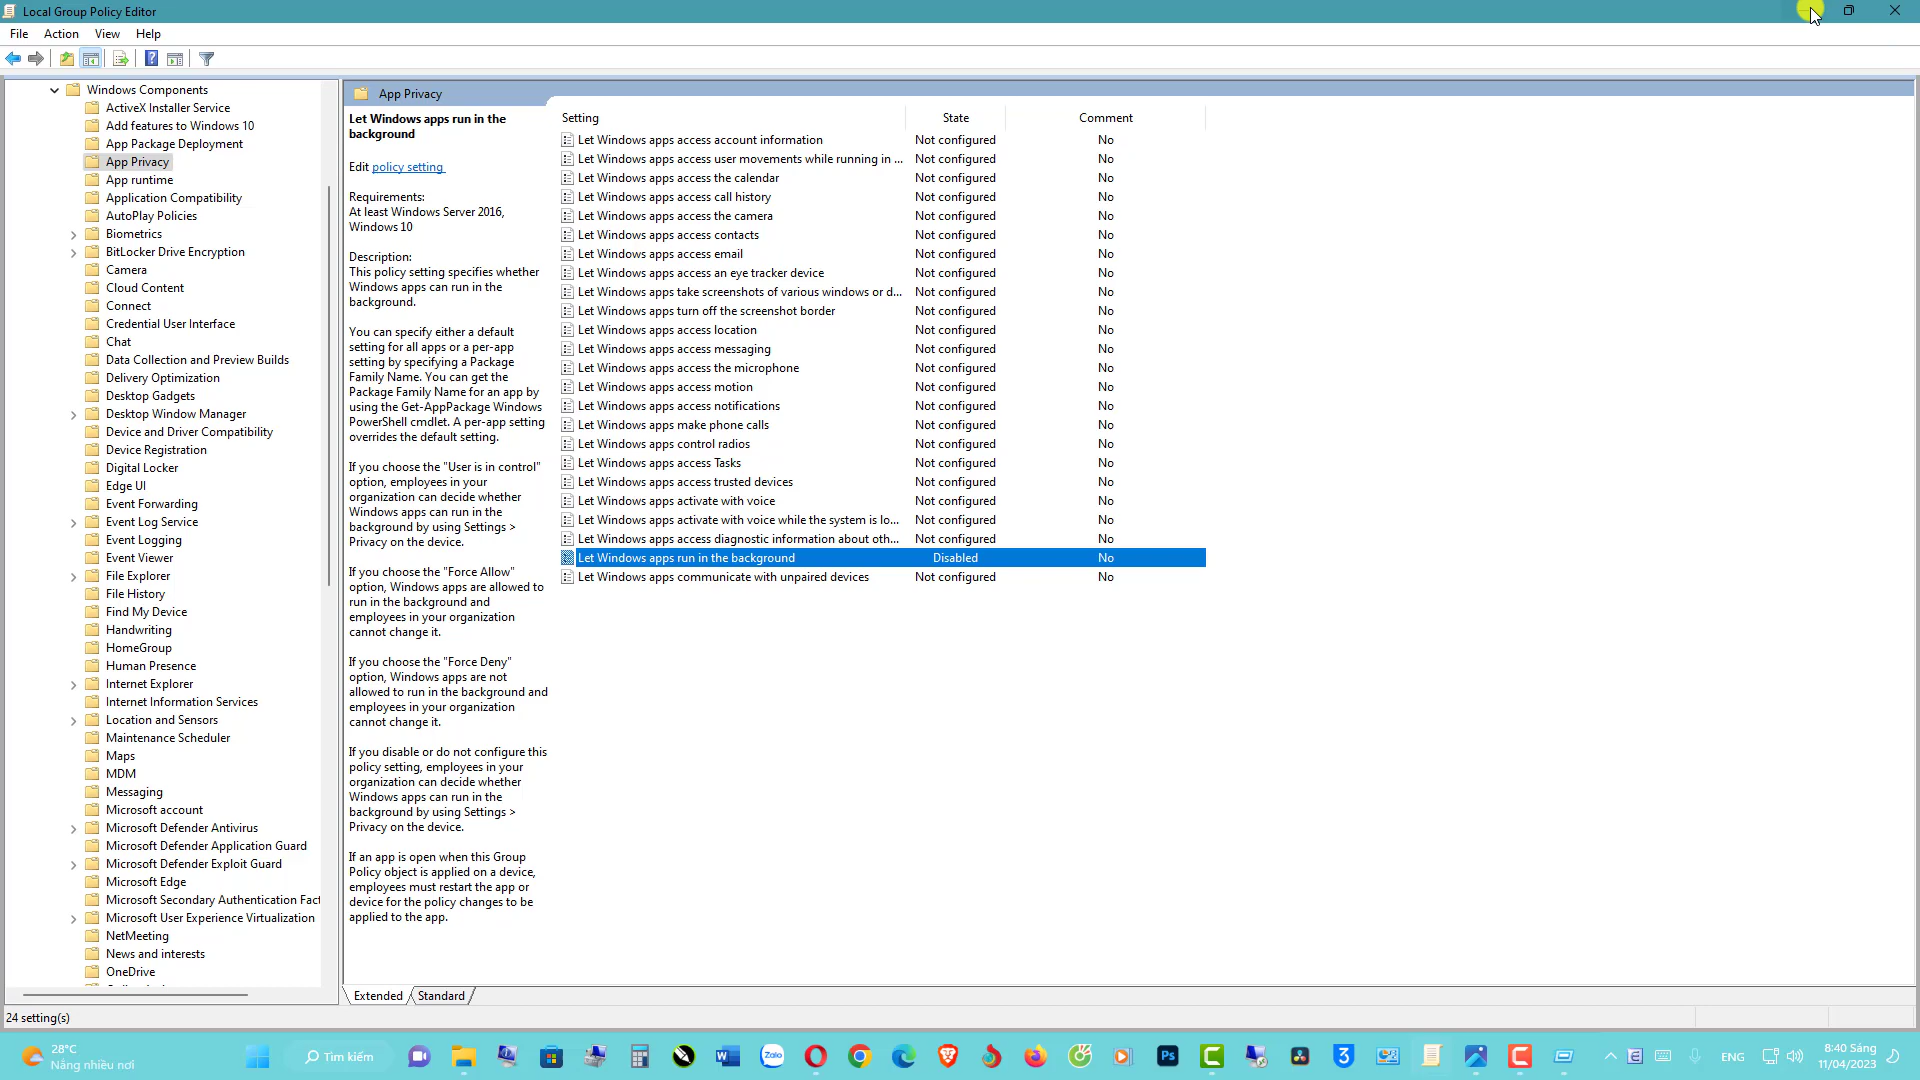 Local Group Policy Editor
File Action View Help
Windows Components
ActiveX Installer Service
Add features to Windows 10
App Package Deployment
App Privacy
App runtime
Application Compatibility
AutoPlay Policies
Biometrics
BitLocker Drive Encryption
Camera
Cloud Content
Connect
Credential User Interface
Chat
Data Collection and Preview Builds
Delivery Optimization
Desktop Gadgets
Desktop Window Manager
Device and Driver Compatibility
Device Registration
Digital Locker
Edge UI
Event Forwarding
Event Log Service
Event Logging
Event Viewer
File Explorer
File History
Find My Device
Handwriting
HomeGroup
Human Presence
Internet Explorer
Internet Information Services
Location and Sensors
Maintenance Scheduler
Maps
MDM
Messaging
Microsoft account
Microsoft Defender Antivirus
Microsoft Defender Application Guard
Microsoft Defender Exploit Guard
Microsoft Edge
Microsoft Secondary Authentication Fact
Microsoft User Experience Virtualization
NetMeeting
News and interests
OneDrive
App Privacy
Let Windows apps run in the
background
Edit policy setting
Requirements:
At least Windows Server 2016,
Windows 10
Description:
This policy setting specifies whether
Windows apps can run in the
background.
You can specify either a default
setting for all apps or a per-app
setting by specifying a Package
Family Name. You can get the
Package Family Name for an app by
using the Get-AppPackage Windows
PowerShell cmdlet. A per-app setting
overrides the default setting.
If you choose the "User is in control"
option, employees in your
organization can decide whether
Windows apps can run in the
background by using Settings >
Privacy on the device.
If you choose the "Force Allow"
option, Windows apps are allowed to
run in the background and
employees in your organization
cannot change it.
If you choose the "Force Deny"
option, Windows apps are not
allowed to run in the background and
employees in your organization
cannot change it.
If you disable or do not configure this
policy setting, employees in your
organization can decide whether
Windows apps can run in the
background by using Settings >
Privacy on the device.
If an app is open when this Group
Policy object is applied on a device,
employees must restart the app or
device for the policy changes to be
applied to the app.
Setting State Comment
Let Windows apps access account information Not configured No
Let Windows apps access user movements while running in ... Not configured No
Let Windows apps access the calendar Not configured No
Let Windows apps access call history Not configured No
Let Windows apps access the camera Not configured No
Let Windows apps access contacts Not configured No
Let Windows apps access email Not configured No
Let Windows apps access an eye tracker device Not configured No
Let Windows apps take screenshots of various windows or d... Not configured No
Let Windows apps turn off the screenshot border Not configured No
Let Windows apps access location Not configured No
Let Windows apps access messaging Not configured No
Let Windows apps access the microphone Not configured No
Let Windows apps access motion Not configured No
Let Windows apps access notifications Not configured No
Let Windows apps make phone calls Not configured No
Let Windows apps control radios Not configured No
Let Windows apps access Tasks Not configured No
Let Windows apps access trusted devices Not configured No
Let Windows apps activate with voice Not configured No
Let Windows apps activate with voice while the system is lo... Not configured No
Let Windows apps access diagnostic information about oth... Not configured No
Let Windows apps run in the background Disabled No
Let Windows apps communicate with unpaired devices Not configured No
Extended Standard
24 setting(s)
28°C
Nắng nhiều nơi
Tìm kiếm
Zalo
Ps
ENG
8:40 Sáng
11/04/2023